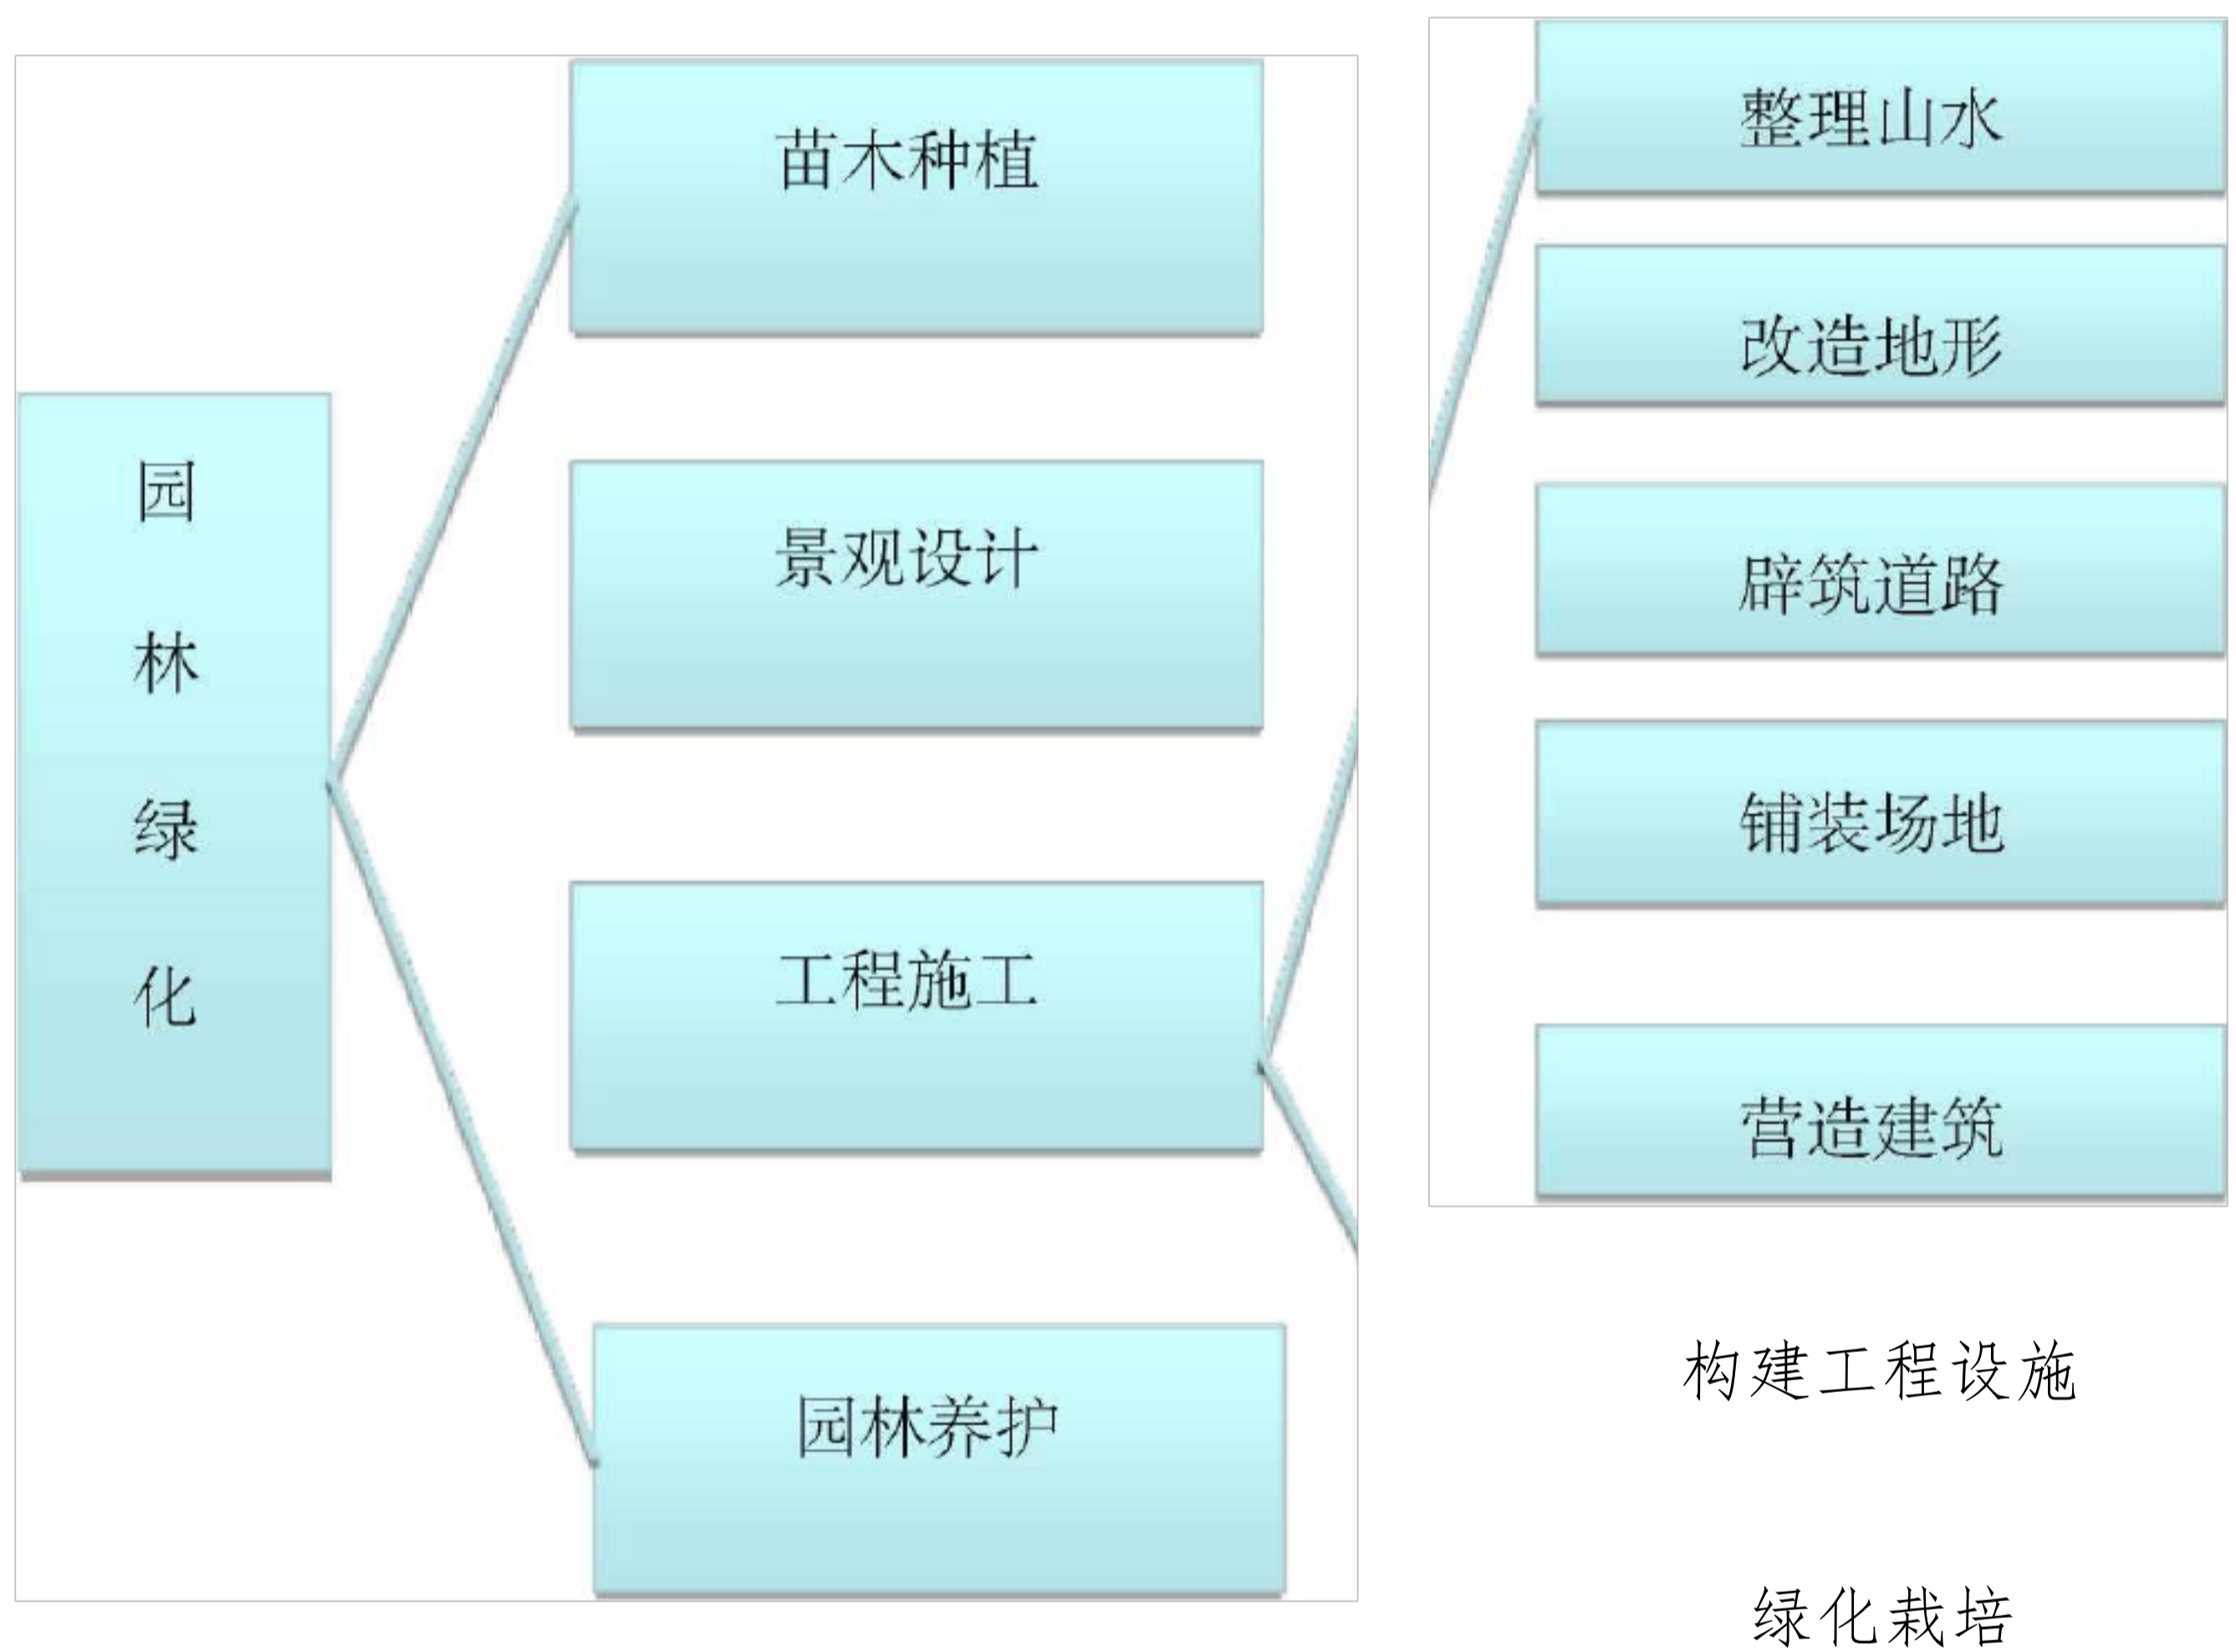 园林绿化
苗木种植
景观设计
工程施工
园林养护
整理山水
改造地形
辟筑道路
铺装场地
营造建筑
构建工程设施
绿化栽培